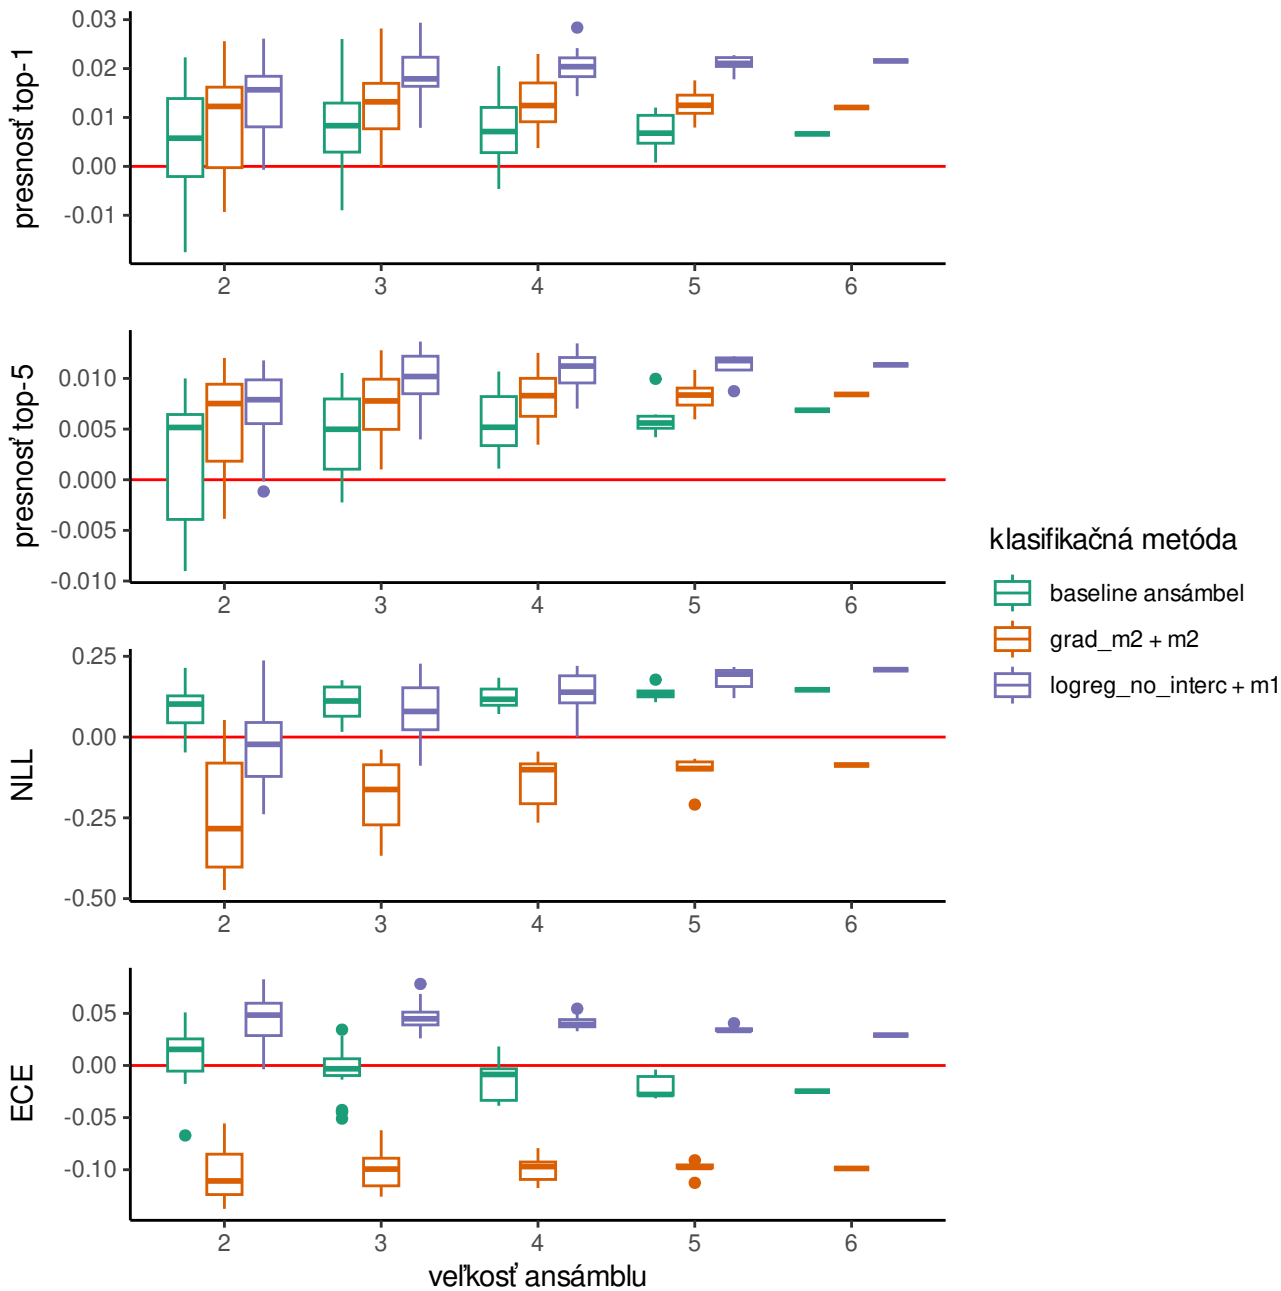 presnosť top-1
0.03
0.02
0.01
0.00
-0.01
2 3 4 5 6
presnosť top-5
0.010
0.005
0.000
-0.005
-0.010
2 3 4 5 6
NLL
0.25
0.00
-0.25
-0.50
2 3 4 5 6
ECE
0.05
0.00
-0.05
-0.10
2 3 4 5 6
veľkosť ansámblu
klasifikačná metóda
baseline ansámbel
grad_m2 + m2
logreg_no_interc + m1